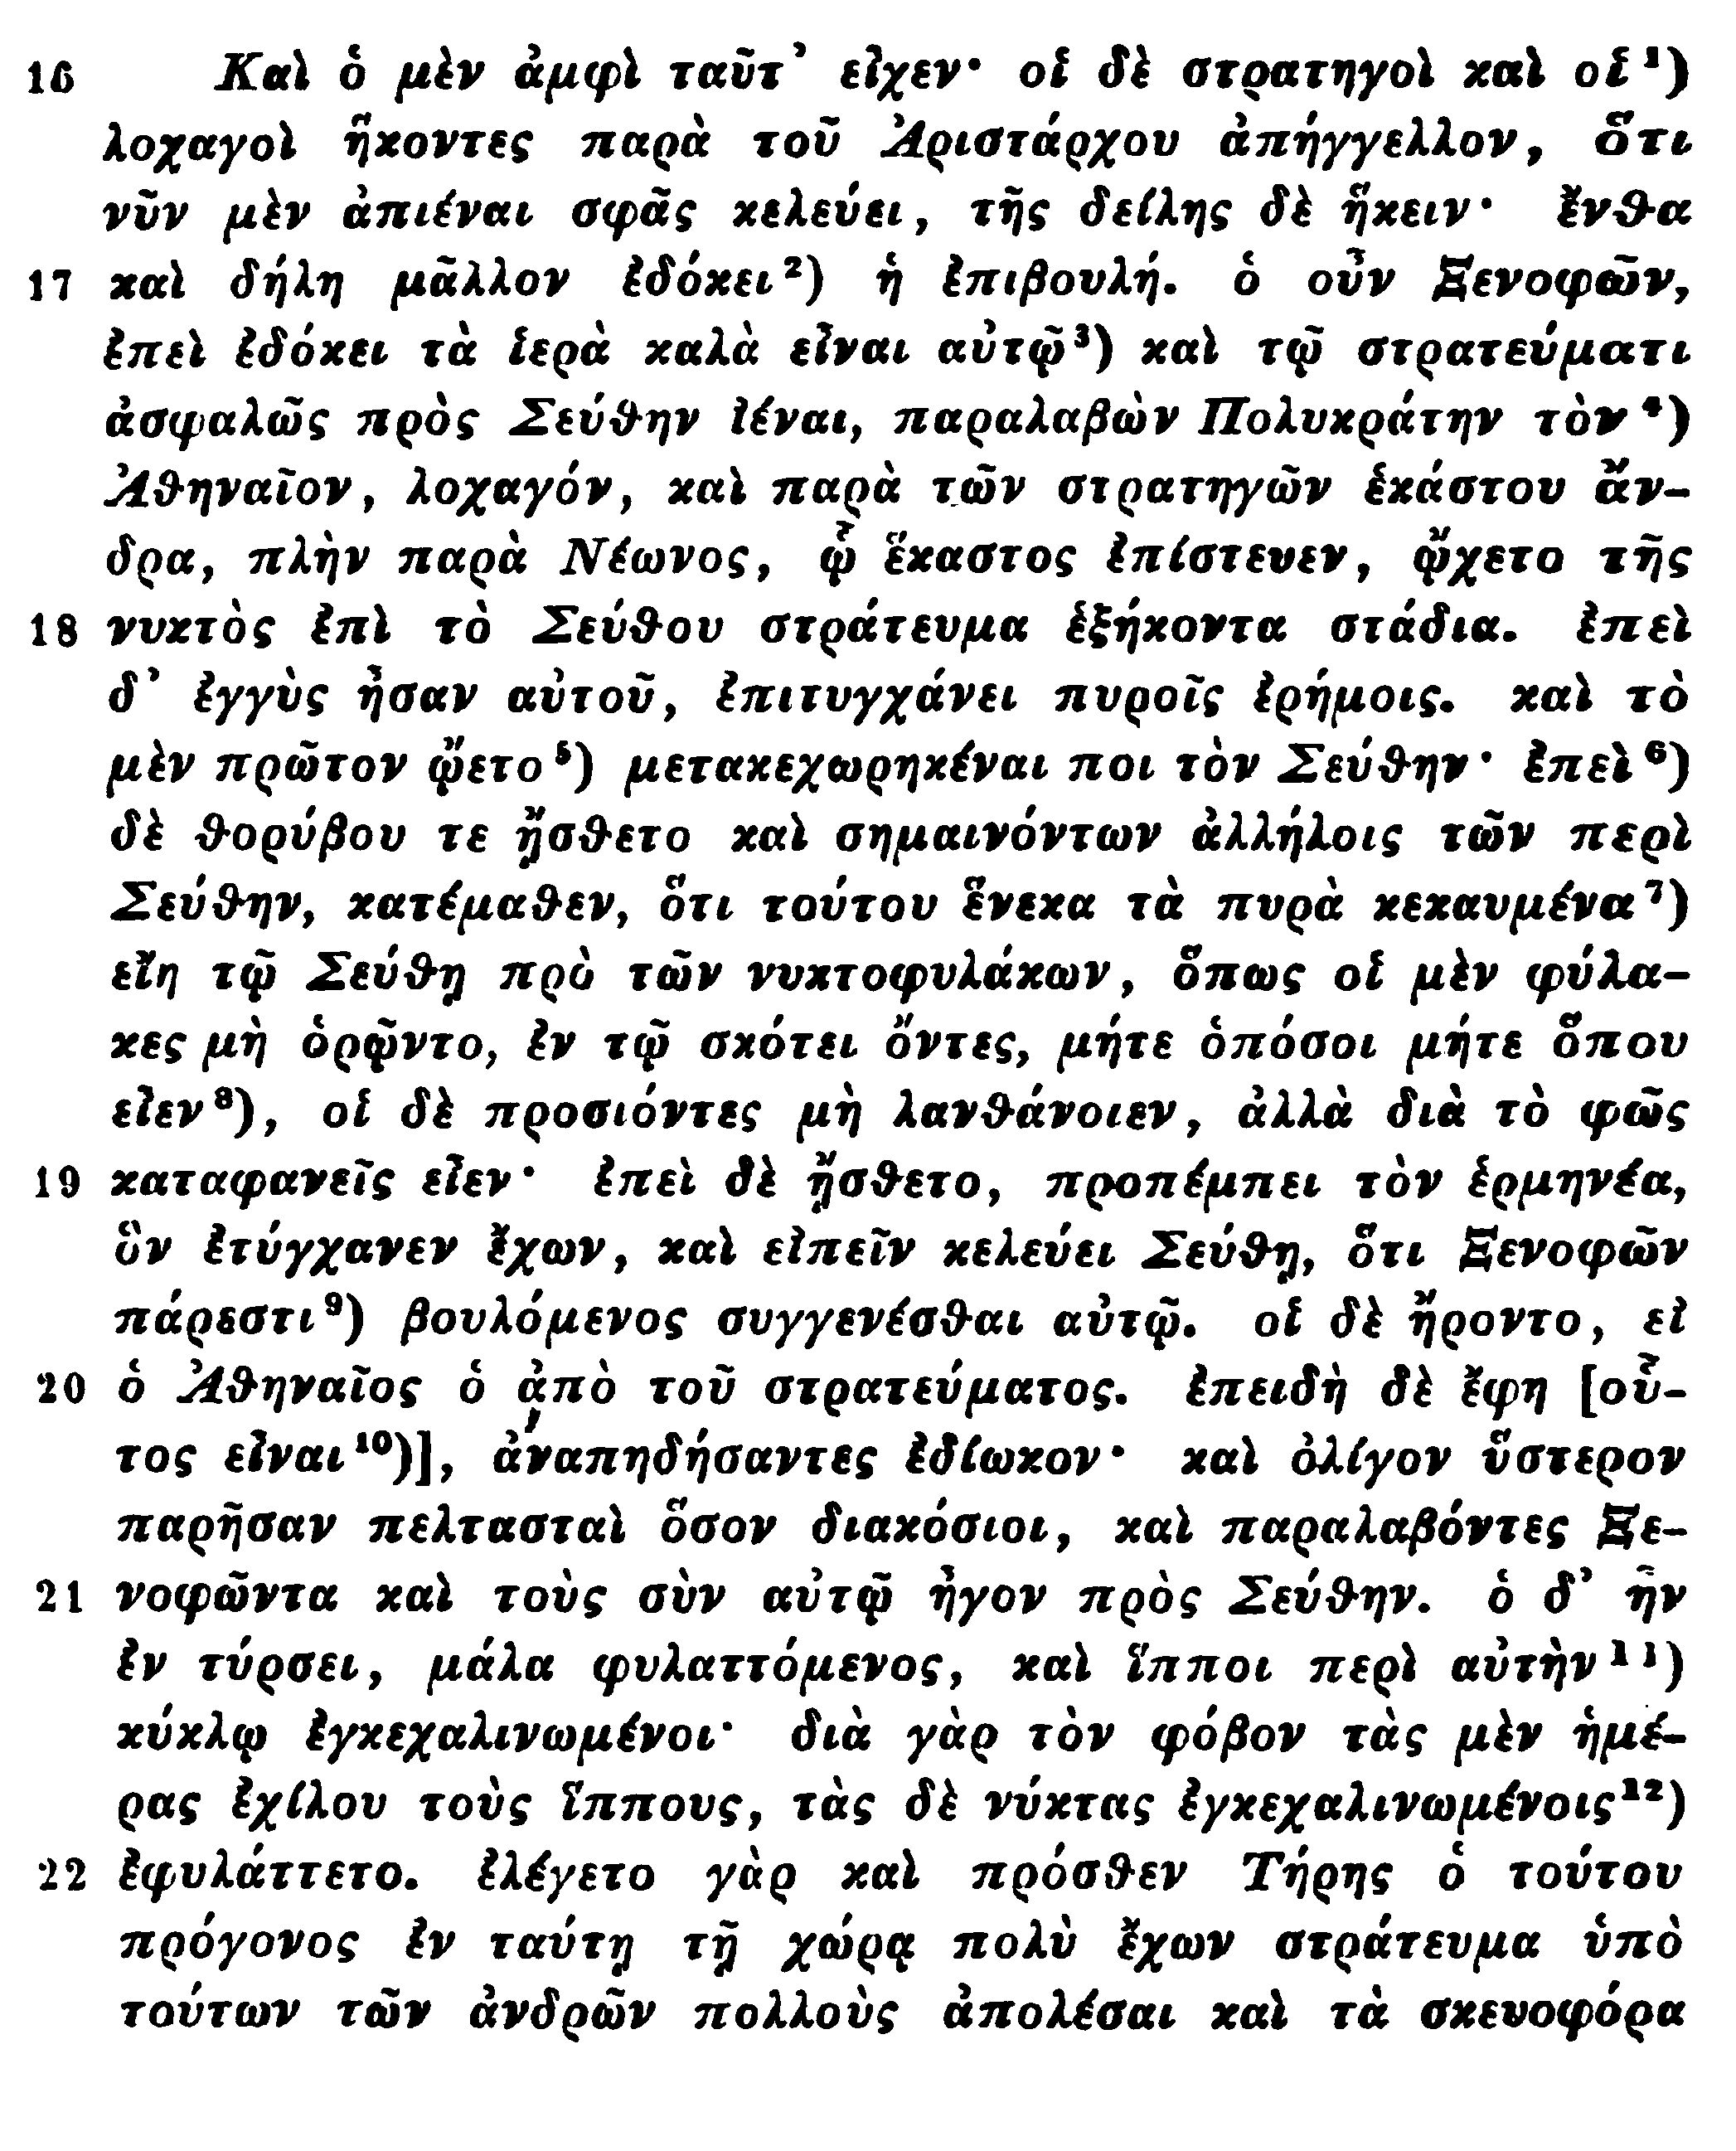 16 Καὶ ὁ μὲν ἀμφὶ ταῦτ’ εἶχεν· οἱ δὲ στρατηγοὶ καὶ οἱ ¹)
λοχαγοὶ ἥκοντες παρὰ τοῦ Ἀριστάρχου ἀπήγγελλον, ὅτι
νῦν μὲν ἀπιέναι σφᾶς κελεύει, τῆς δείλης δὲ ἥκειν· ἔνθα
17 καὶ δήλη μᾶλλον ἐδόκει ²) ἡ ἐπιβουλή. ὁ οὖν Ξενοφῶν,
ἐπεὶ ἐδόκει τὰ ἱερὰ καλὰ εἶναι αὐτῷ ³) καὶ τῷ στρατεύματι
ἀσφαλῶς πρὸς Σεύθην ἰέναι, παραλαβὼν Πολυκράτην τὸν ⁴)
Ἀθηναῖον, λοχαγόν, καὶ παρὰ τῶν στρατηγῶν ἑκάστου ἄν-
δρα, πλὴν παρὰ Νέωνος, ᾧ ἕκαστος ἐπίστευεν, ᾤχετο τῆς
18 νυκτὸς ἐπὶ τὸ Σεύθου στράτευμα ἑξήκοντα στάδια. ἐπεὶ
δ’ ἐγγὺς ἦσαν αὐτοῦ, ἐπιτυγχάνει πυροῖς ἐρήμοις. καὶ τὸ
μὲν πρῶτον ᾤετο ⁵) μετακεχωρηκέναι ποι τὸν Σεύθην· ἐπεὶ ⁶)
δὲ θορύβου τε ᾔσθετο καὶ σημαινόντων ἀλλήλοις τῶν περὶ
Σεύθην, κατέμαθεν, ὅτι τούτου ἕνεκα τὰ πυρὰ κεκαυμένα ⁷)
εἴη τῷ Σεύθῃ πρὸ τῶν νυκτοφυλάκων, ὅπως οἱ μὲν φύλα-
κες μὴ ὁρῷντο, ἐν τῷ σκότει ὄντες, μήτε ὁπόσοι μήτε ὅπου
εἶεν ⁸), οἱ δὲ προσιόντες μὴ λανθάνοιεν, ἀλλὰ διὰ τὸ φῶς
19 καταφανεῖς εἶεν· ἐπεὶ δὲ ᾔσθετο, προπέμπει τὸν ἑρμηνέα,
ὃν ἐτύγχανεν ἔχων, καὶ εἰπεῖν κελεύει Σεύθῃ, ὅτι Ξενοφῶν
πάρεστι ⁹) βουλόμενος συγγενέσθαι αὐτῷ. οἱ δὲ ἤροντο, εἰ
20 ὁ Ἀθηναῖος ὁ ἀπὸ τοῦ στρατεύματος. ἐπειδὴ δὲ ἔφη [οὗ-
τος εἶναι ¹⁰)], ἀναπηδήσαντες ἐδίωκον· καὶ ὀλίγον ὕστερον
παρῆσαν πελτασταὶ ὅσον διακόσιοι, καὶ παραλαβόντες Ξε-
21 νοφῶντα καὶ τοὺς σὺν αὐτῷ ἦγον πρὸς Σεύθην. ὁ δ’ ἦν
ἐν τύρσει, μάλα φυλαττόμενος, καὶ ἵπποι περὶ αὐτὴν ¹¹)
κύκλῳ ἐγκεχαλινωμένοι· διὰ γὰρ τὸν φόβον τὰς μὲν ἡμέ-
ρας ἐχίλου τοὺς ἵππους, τὰς δὲ νύκτας ἐγκεχαλινωμένοις ¹²)
22 ἐφυλάττετο. ἐλέγετο γὰρ καὶ πρόσθεν Τήρης ὁ τούτου
πρόγονος ἐν ταύτῃ τῇ χώρᾳ πολὺ ἔχων στράτευμα ὑπὸ
τούτων τῶν ἀνδρῶν πολλοὺς ἀπολέσαι καὶ τὰ σκευοφόρα